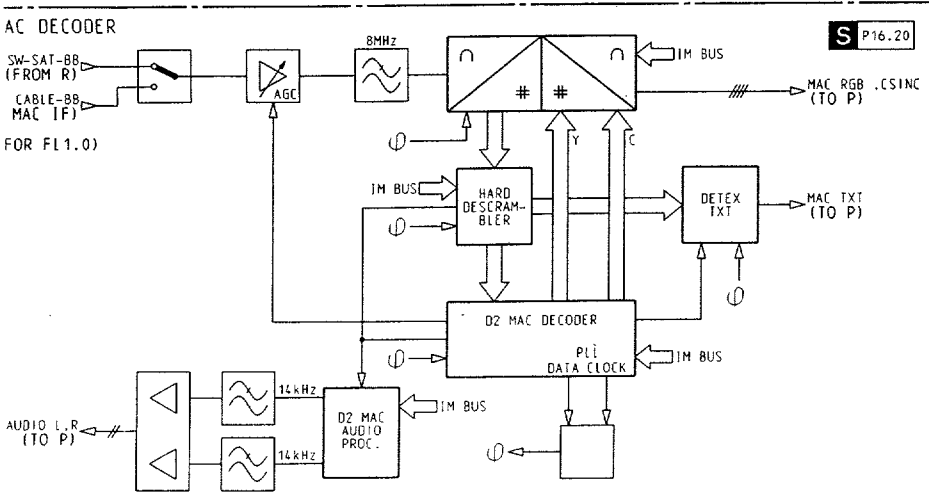 AC DECODER
S P16.20
8MHz
SW-SAT-BB
(FROM R)
AGC
IM BUS
CABLE-BB
MAC IF)
MAC RGB .CSINC
(TO P)
FOR FL1.0)
φ
Y
C
IM BUS
HARD
DESCRAM-
BLER
DETEX
TXT
MAC TXT
(TO P)
φ
φ
D2 MAC DECODER
PLL
DATA CLOCK
φ
IM BUS
14kHz
AUDIO L,R
(TO P)
D2 MAC
AUDIO
PROC.
IM BUS
14kHz
φ